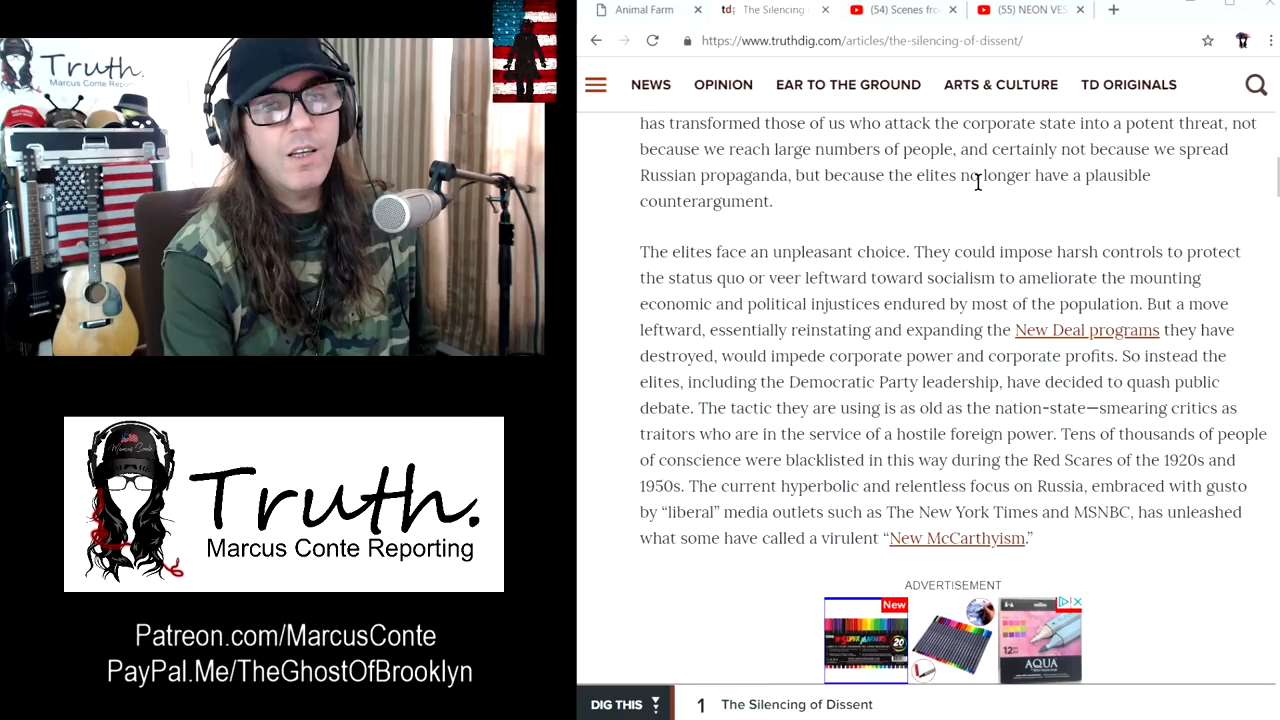 Truth.
Marcus Conte Reporting
Truth.
Marcus Conte Reporting
Patreon.com/MarcusConte
PayPal.Me/TheGhostOfBrooklyn
Animal Farm
td; The Silencing
(54) Scenes fro
(55) NEON VES
https://www.truthdig.com/articles/the-silencing-of-dissent/
NEWS OPINION EAR TO THE GROUND ARTS & CULTURE TD ORIGINALS
has transformed those of us who attack the corporate state into a potent threat, not
because we reach large numbers of people, and certainly not because we spread
Russian propaganda, but because the elites no longer have a plausible
counterargument.
The elites face an unpleasant choice. They could impose harsh controls to protect
the status quo or veer leftward toward socialism to ameliorate the mounting
economic and political injustices endured by most of the population. But a move
leftward, essentially reinstating and expanding the New Deal programs they have
destroyed, would impede corporate power and corporate profits. So instead the
elites, including the Democratic Party leadership, have decided to quash public
debate. The tactic they are using is as old as the nation-state—smearing critics as
traitors who are in the service of a hostile foreign power. Tens of thousands of people
of conscience were blacklisted in this way during the Red Scares of the 1920s and
1950s. The current hyperbolic and relentless focus on Russia, embraced with gusto
by “liberal” media outlets such as The New York Times and MSNBC, has unleashed
what some have called a virulent “New McCarthyism.”
ADVERTISEMENT
New
20
12
AQUA
DIG THIS 1 The Silencing of Dissent